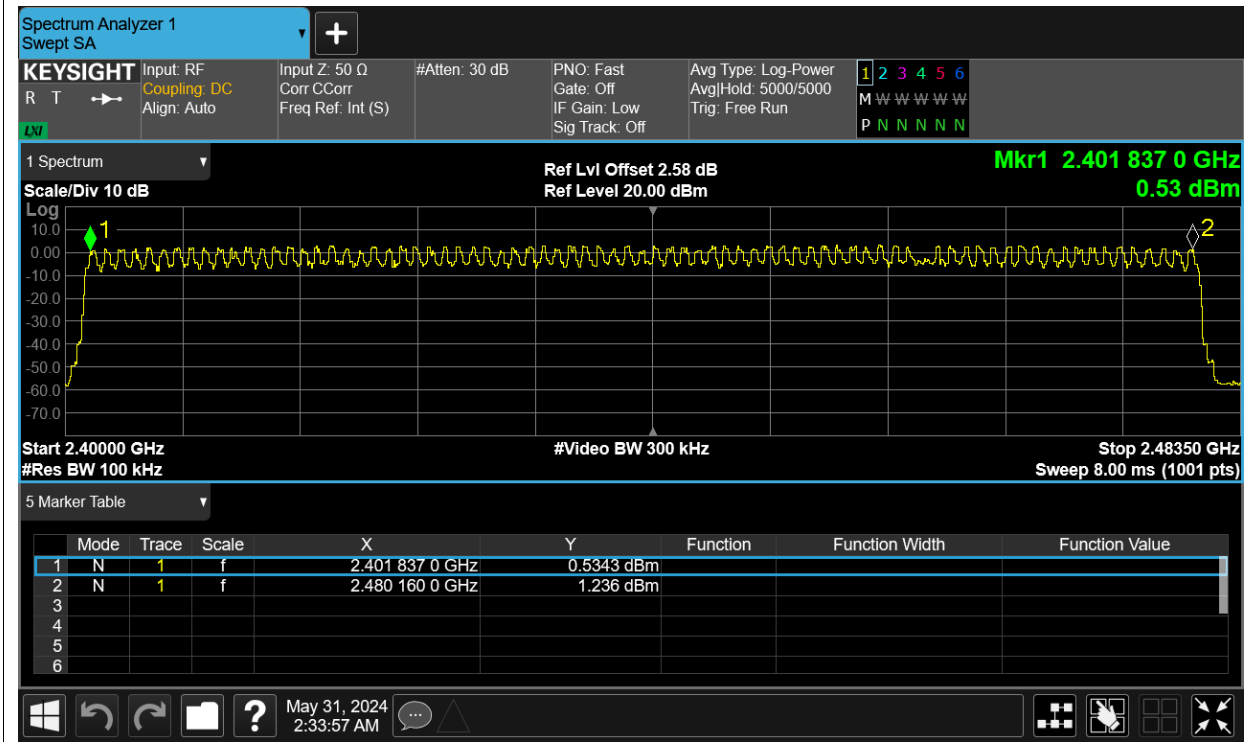 Spectrum Analyzer 1
Swept SA
+
KEYSIGHT
R T
LXI
Input: RF
Coupling: DC
Align: Auto
Input Z: 50 Ω
Corr CCorr
Freq Ref: Int (S)
#Atten: 30 dB
PNO: Fast
Gate: Off
IF Gain: Low
Sig Track: Off
Avg Type: Log-Power
Avg|Hold: 5000/5000
Trig: Free Run
1 2 3 4 5 6
M W W W W W
P N N N N N
1 Spectrum
Scale/Div 10 dB
Ref Lvl Offset 2.58 dB
Ref Level 20.00 dBm
Mkr1 2.401 837 0 GHz
0.53 dBm
Log
10.0
0.00
-10.0
-20.0
-30.0
-40.0
-50.0
-60.0
-70.0
1
2
Start 2.40000 GHz
#Res BW 100 kHz
#Video BW 300 kHz
Stop 2.48350 GHz
Sweep 8.00 ms (1001 pts)
5 Marker Table
Mode Trace Scale X Y Function Function Width Function Value
1 N 1 f 2.401 837 0 GHz 0.5343 dBm
2 N 1 f 2.480 160 0 GHz 1.236 dBm
3
4
5
6
?
May 31, 2024
2:33:57 AM